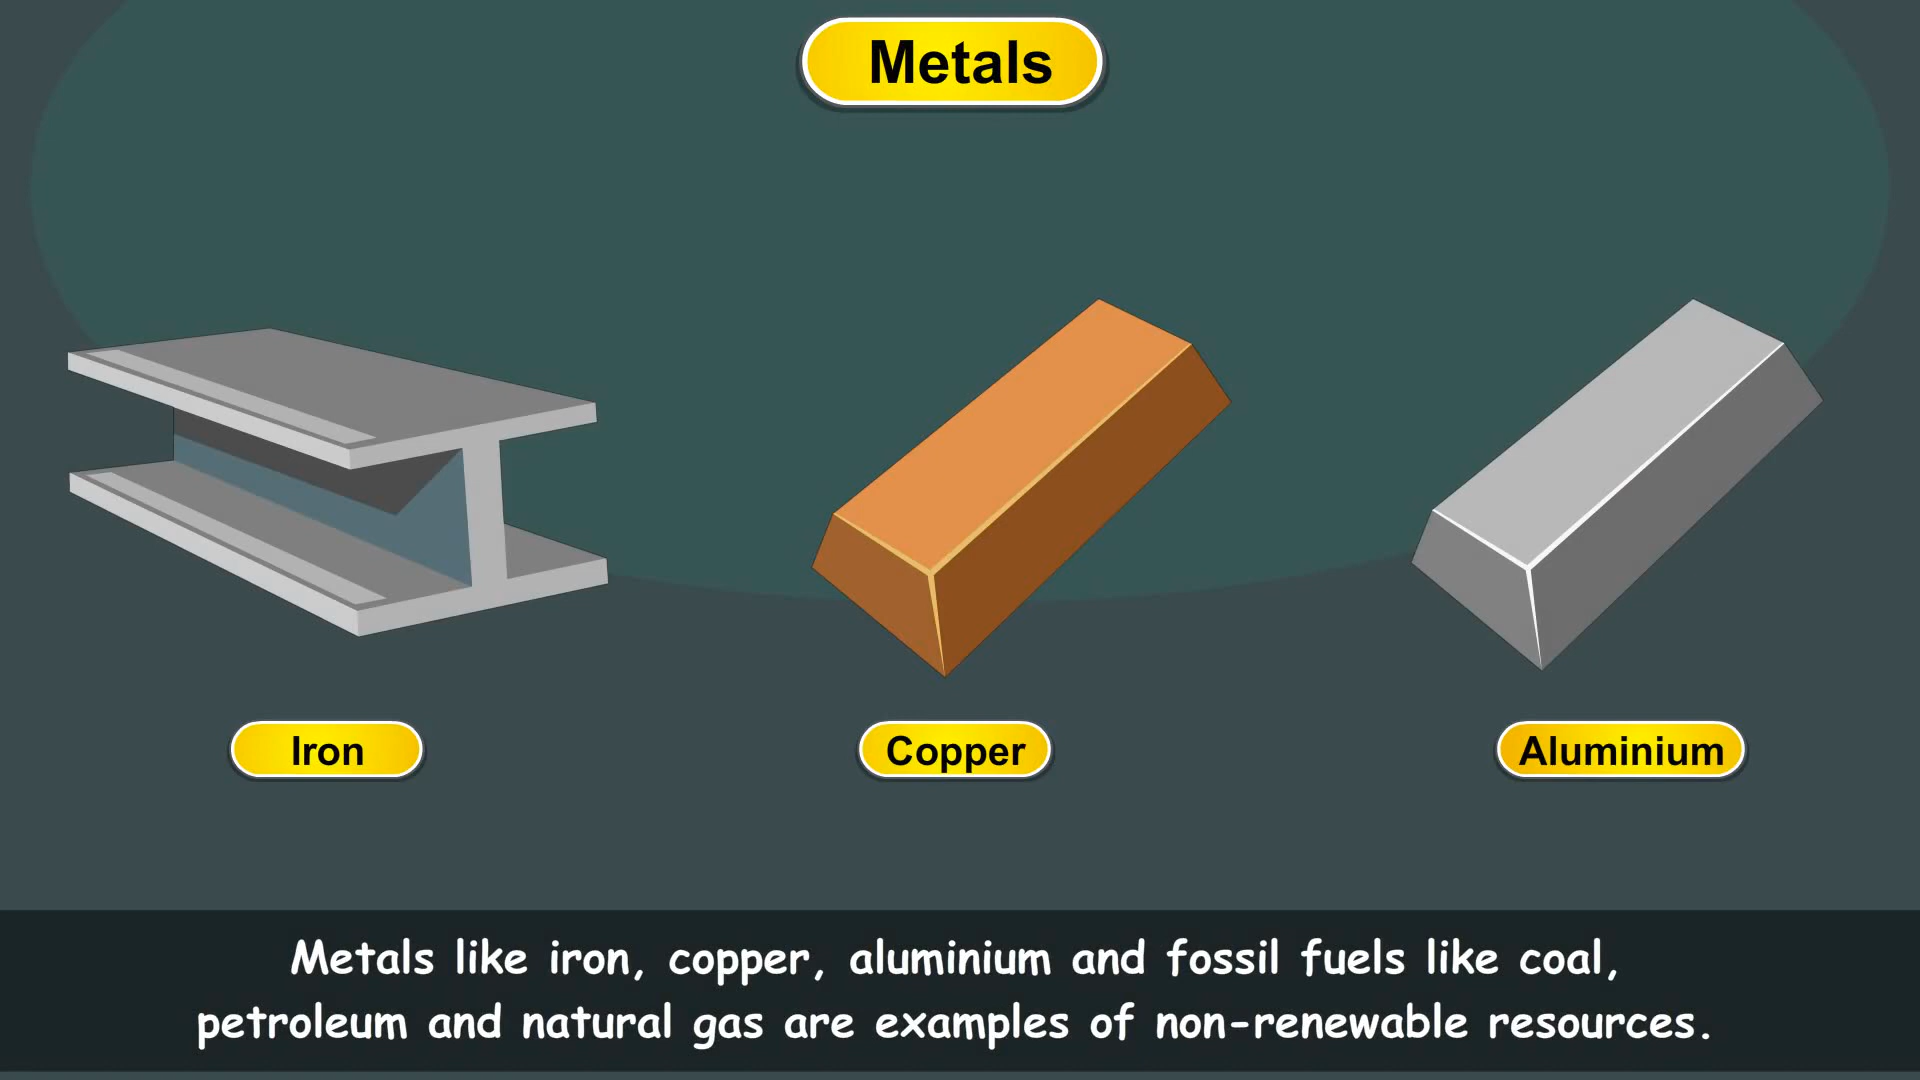 Metals
Iron
Copper
Aluminium
Metals like iron, copper, aluminium and fossil fuels like coal,
petroleum and natural gas are examples of non-renewable resources.